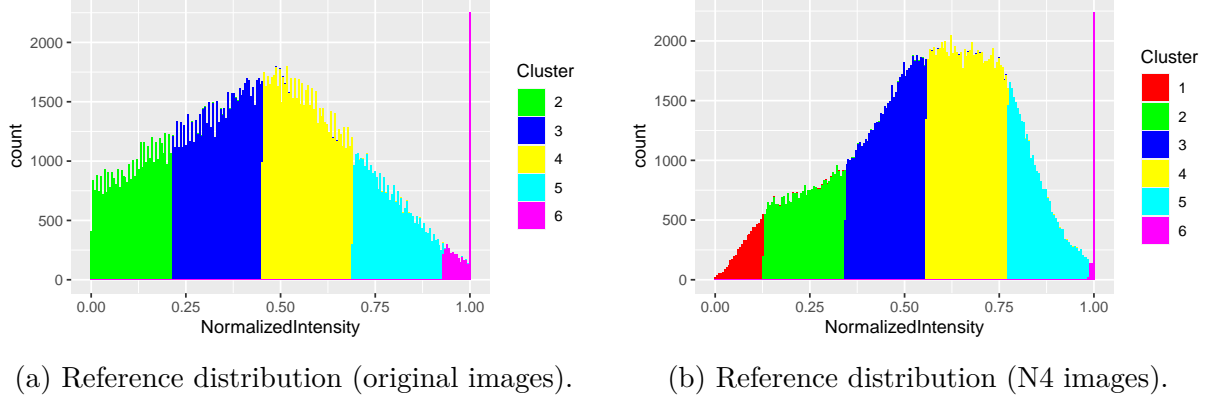 2000
1500
1000
500
0
count
0.00 0.25 0.50 0.75 1.00
NormalizedIntensity
Cluster
2
3
4
5
6
(a) Reference distribution (original images).
2000
1500
1000
500
0
count
0.00 0.25 0.50 0.75 1.00
NormalizedIntensity
Cluster
1
2
3
4
5
6
(b) Reference distribution (N4 images).